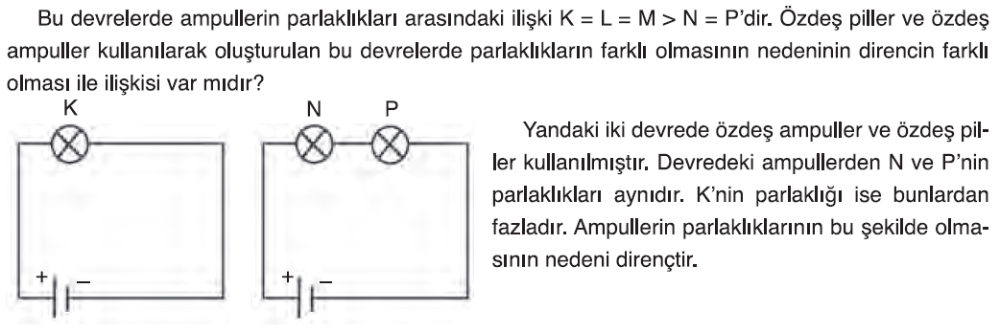 Bu devrelerde ampullerin parlaklıkları arasındaki ilişki K = L = M > N = P’dir. Özdeş piller ve özdeş
ampuller kullanılarak oluşturulan bu devrelerde parlaklıkların farklı olmasının nedeninin direncin farklı
olması ile ilişkisi var mıdır?
K
N P
Yandaki iki devrede özdeş ampuller ve özdeş pil-
ler kullanılmıştır. Devredeki ampullerden N ve P’nin
parlaklıkları aynıdır. K’nin parlaklığı ise bunlardan
fazladır. Ampullerin parlaklıklarının bu şekilde olma-
sının nedeni dirençtir.
+ –
+ –